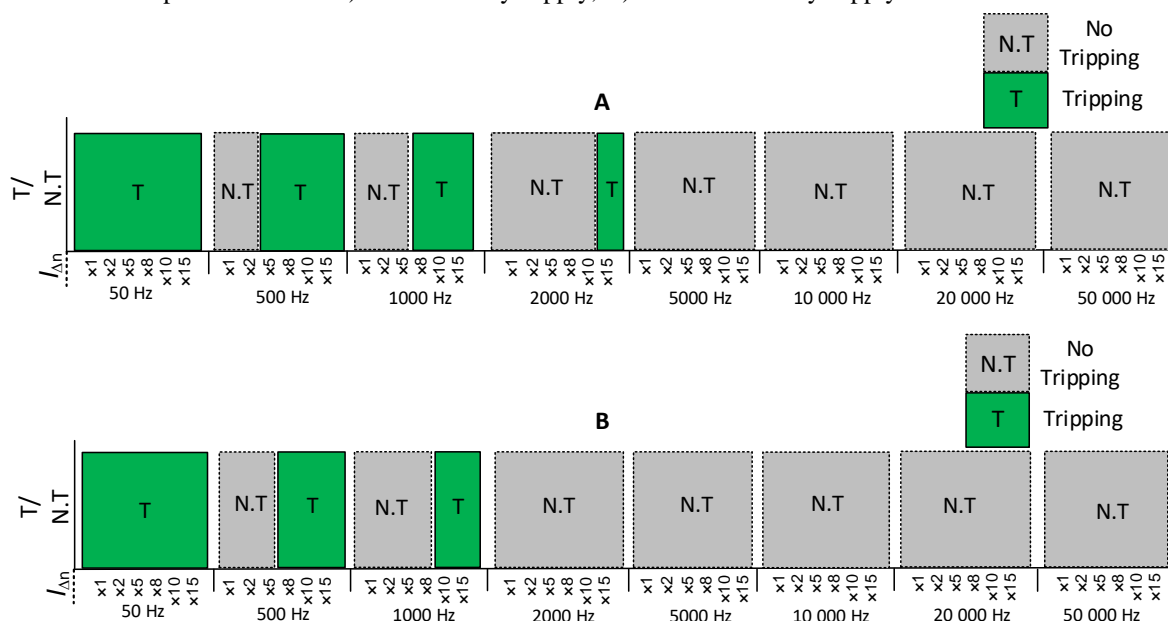 No
N.T Tripping
T Tripping
A
T/
N.T
T N.T T N.T T N.T T N.T N.T N.T N.T
I∆n
×1 ×2 ×5 ×8 ×10 ×15 ×1 ×2 ×5 ×8 ×10 ×15 ×1 ×2 ×5 ×8 ×10 ×15 ×1 ×2 ×5 ×8 ×10 ×15 ×1 ×2 ×5 ×8 ×10 ×15 ×1 ×2 ×5 ×8 ×10 ×15 ×1 ×2 ×5 ×8 ×10 ×15 ×1 ×2 ×5 ×8 ×10 ×15
50 Hz 500 Hz 1000 Hz 2000 Hz 5000 Hz 10 000 Hz 20 000 Hz 50 000 Hz
No
N.T Tripping
T Tripping
B
T/
N.T
T N.T T N.T T N.T N.T N.T N.T N.T
I∆n
×1 ×2 ×5 ×8 ×10 ×15 ×1 ×2 ×5 ×8 ×10 ×15 ×1 ×2 ×5 ×8 ×10 ×15 ×1 ×2 ×5 ×8 ×10 ×15 ×1 ×2 ×5 ×8 ×10 ×15 ×1 ×2 ×5 ×8 ×10 ×15 ×1 ×2 ×5 ×8 ×10 ×15 ×1 ×2 ×5 ×8 ×10 ×15
50 Hz 500 Hz 1000 Hz 2000 Hz 5000 Hz 10 000 Hz 20 000 Hz 50 000 Hz